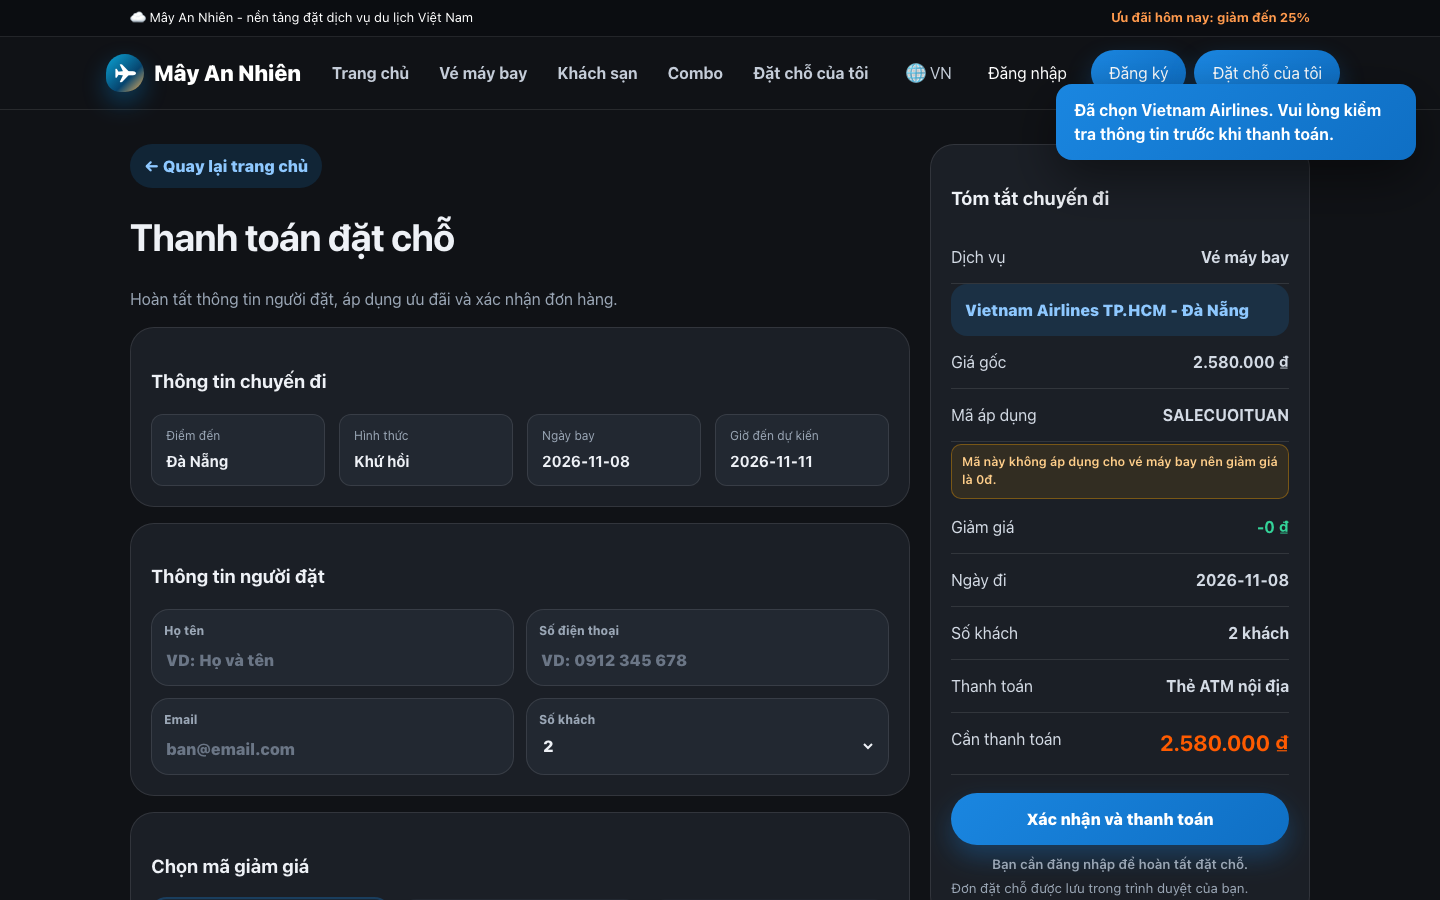 Mây An Nhiên - nền tảng đặt dịch vụ du lịch Việt Nam
Ưu đãi hôm nay: giảm đến 25%
Mây An Nhiên
Trang chủ
Vé máy bay
Khách sạn
Combo
Đặt chỗ của tôi
VN
Đăng nhập
Đăng ký
Đặt chỗ của tôi
Đã chọn Vietnam Airlines. Vui lòng kiểm
tra thông tin trước khi thanh toán.
← Quay lại trang chủ
Thanh toán đặt chỗ
Hoàn tất thông tin người đặt, áp dụng ưu đãi và xác nhận đơn hàng.
Thông tin chuyến đi
Điểm đến
Đà Nẵng
Hình thức
Khứ hồi
Ngày bay
2026-11-08
Giờ đến dự kiến
2026-11-11
Thông tin người đặt
Họ tên
VD: Họ và tên
Số điện thoại
VD: 0912 345 678
Email
ban@email.com
Số khách
2
Chọn mã giảm giá
Tóm tắt chuyến đi
Dịch vụ
Vé máy bay
Vietnam Airlines TP.HCM - Đà Nẵng
Giá gốc
2.580.000 ₫
Mã áp dụng
SALECUOITUAN
Mã này không áp dụng cho vé máy bay nên giảm giá
là 0đ.
Giảm giá
-0 ₫
Ngày đi
2026-11-08
Số khách
2 khách
Thanh toán
Thẻ ATM nội địa
Cần thanh toán
2.580.000 ₫
Xác nhận và thanh toán
Bạn cần đăng nhập để hoàn tất đặt chỗ.
Đơn đặt chỗ được lưu trong trình duyệt của bạn.